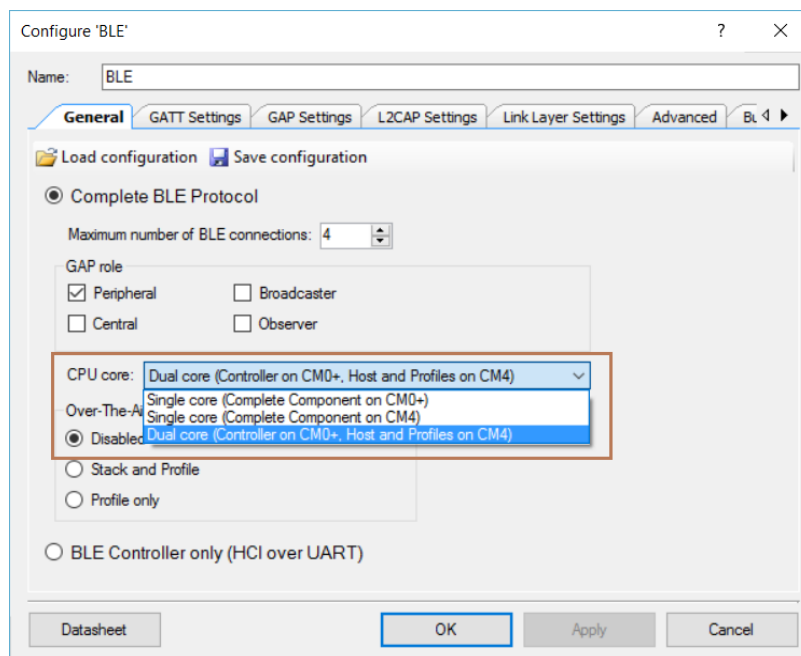 Configure 'BLE'
?
Name: BLE
General GATT Settings GAP Settings L2CAP Settings Link Layer Settings Advanced
Load configuration Save configuration
Complete BLE Protocol
Maximum number of BLE connections: 4
GAP role
Peripheral Broadcaster
Central Observer
CPU core: Dual core (Controller on CM0+, Host and Profiles on CM4)
Single core (Complete Component on CM0+)
Over-The-Ai
Single core (Complete Component on CM4)
Disabled
Dual core (Controller on CM0+, Host and Profiles on CM4)
Stack and Profile
Profile only
BLE Controller only (HCI over UART)
Datasheet OK Apply Cancel